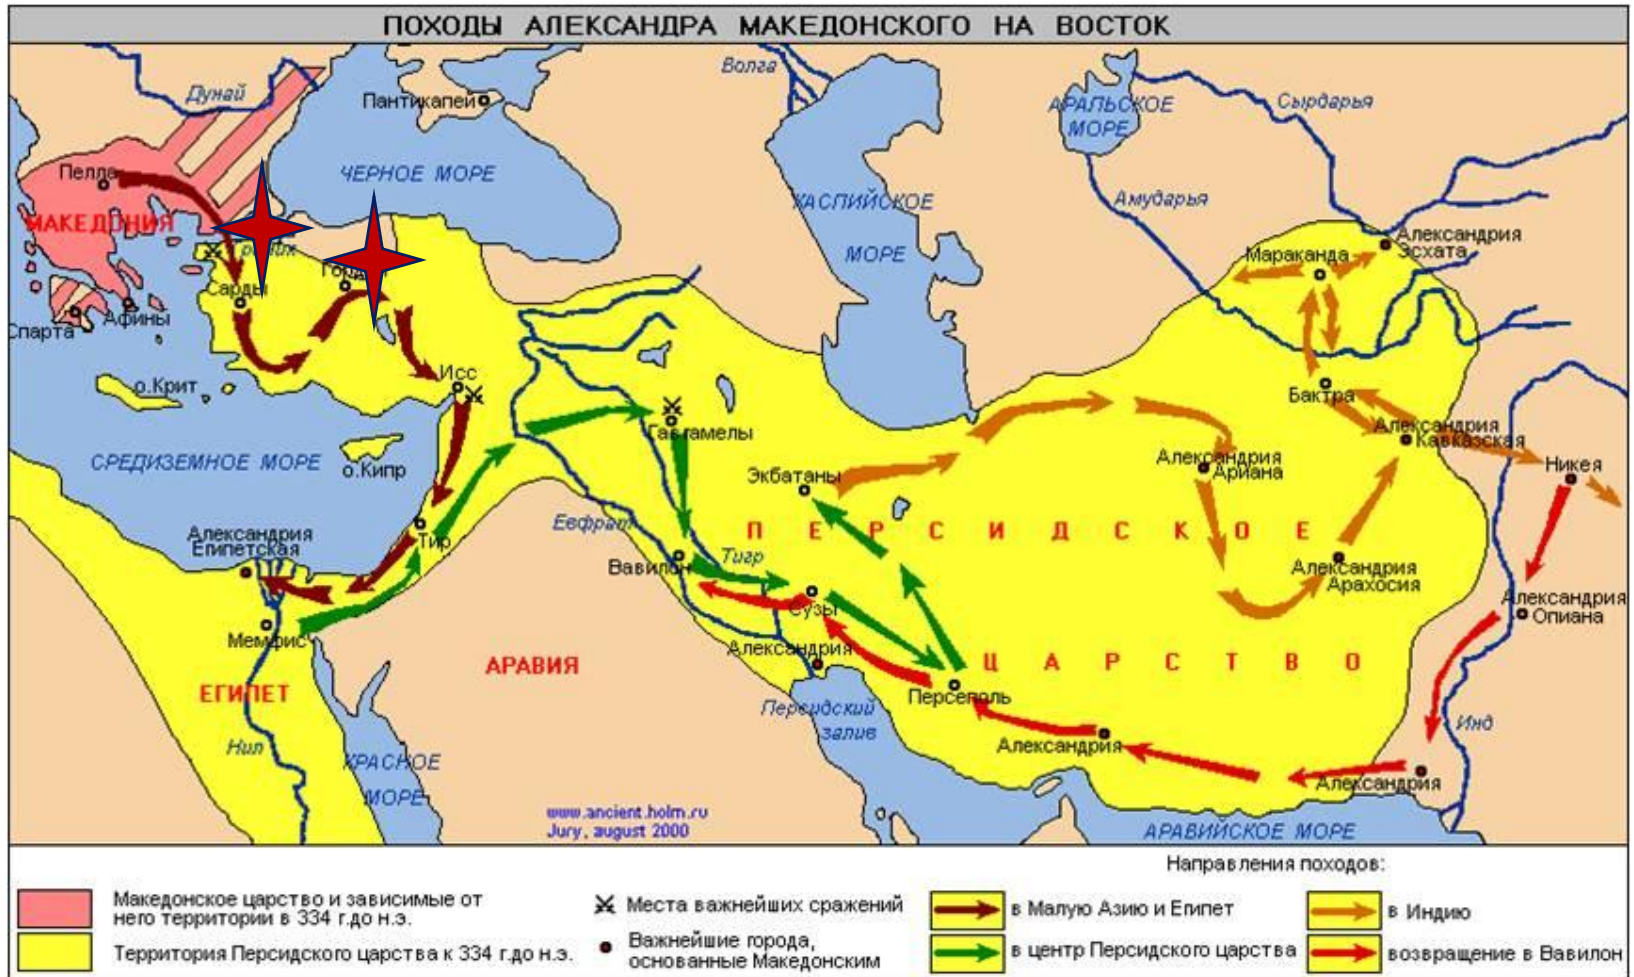 ПОХОДЫ АЛЕКСАНДРА МАКЕДОНСКОГО НА ВОСТОК
Дунай
Пантикапей
Волга
АРАЛЬСКОЕ
МОРЕ
Сырдарья
Пелла
ЧЕРНОЕ МОРЕ
КАСПИЙСКОЕ
МОРЕ
Амударья
МАКЕДОНИЯ
Александрия
Эсхата
Мараканда
Сарды
Спарта
Афины
Исс
о.Крит
Бактра
Гавгамелы
Александрия
Кавказская
СРЕДИЗЕМНОЕ МОРЕ
о.Кипр
Экбатаны
Александрия
Ариана
Никея
Александрия
Египетская
Тир
Евфрат
ПЕРСИДСКОЕ
Вавилон
Тигр
Александрия
Арахосия
Сузы
Александрия
Опиана
Мемфис
Александрия
АРАВИЯ
ЦАРСТВО
ЕГИПЕТ
Персеполь
Персидский
залив
Нил
КРАСНОЕ
МОРЕ
Александрия
Инд
Александрия
www.ancient.holm.ru
Jury, august 2000
АРАВИЙСКОЕ МОРЕ
Направления походов:
Македонское царство и зависимые от
него территории в 334 г.до н.э.
Территория Персидского царства к 334 г.до н.э.
Места важнейших сражений
Важнейшие города,
основанные Македонским
в Малую Азию и Египет
в центр Персидского царства
в Индию
возвращение в Вавилон